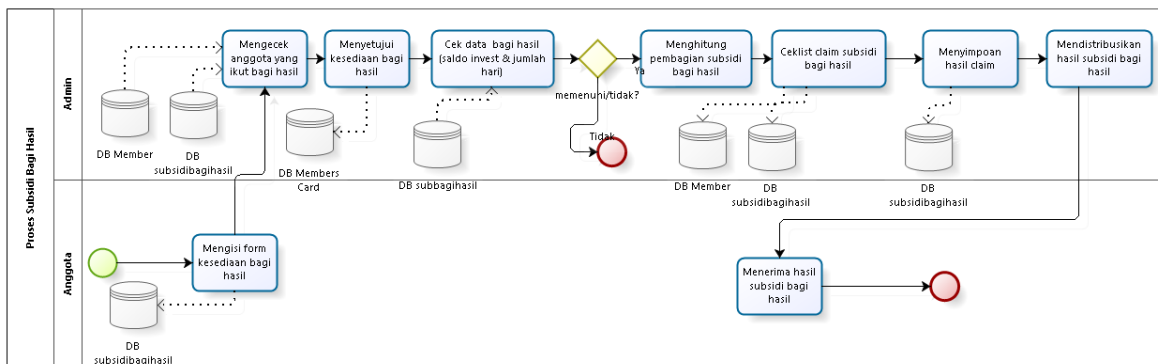 Proses Subsidi Bagi Hasil
Admin
Mengecek
anggota yang
ikut bagi hasil
Menyetujui
kesediaan bagi
hasil
Cek data bagi hasil
(saldo invest & jumlah
hari)
Ya
memenuni/tidak?
Tidak
Menghitung
pembagian subsidi
bagi hasil
Ceklist claim subsidi
bagi hasil
Menyimpoan
hasil claim
Mendistribusikan
hasil subsidi bagi
hasil
DB Member
DB
subsidibagihasil
DB Members
Card
DB subbagihasil
DB Member
DB
subsidibagihasil
DB
subsidibagihasil
Anggota
Mengisi form
kesediaan bagi
hasil
DB
subsidibagihasil
Menerima hasil
subsidi bagi
hasil